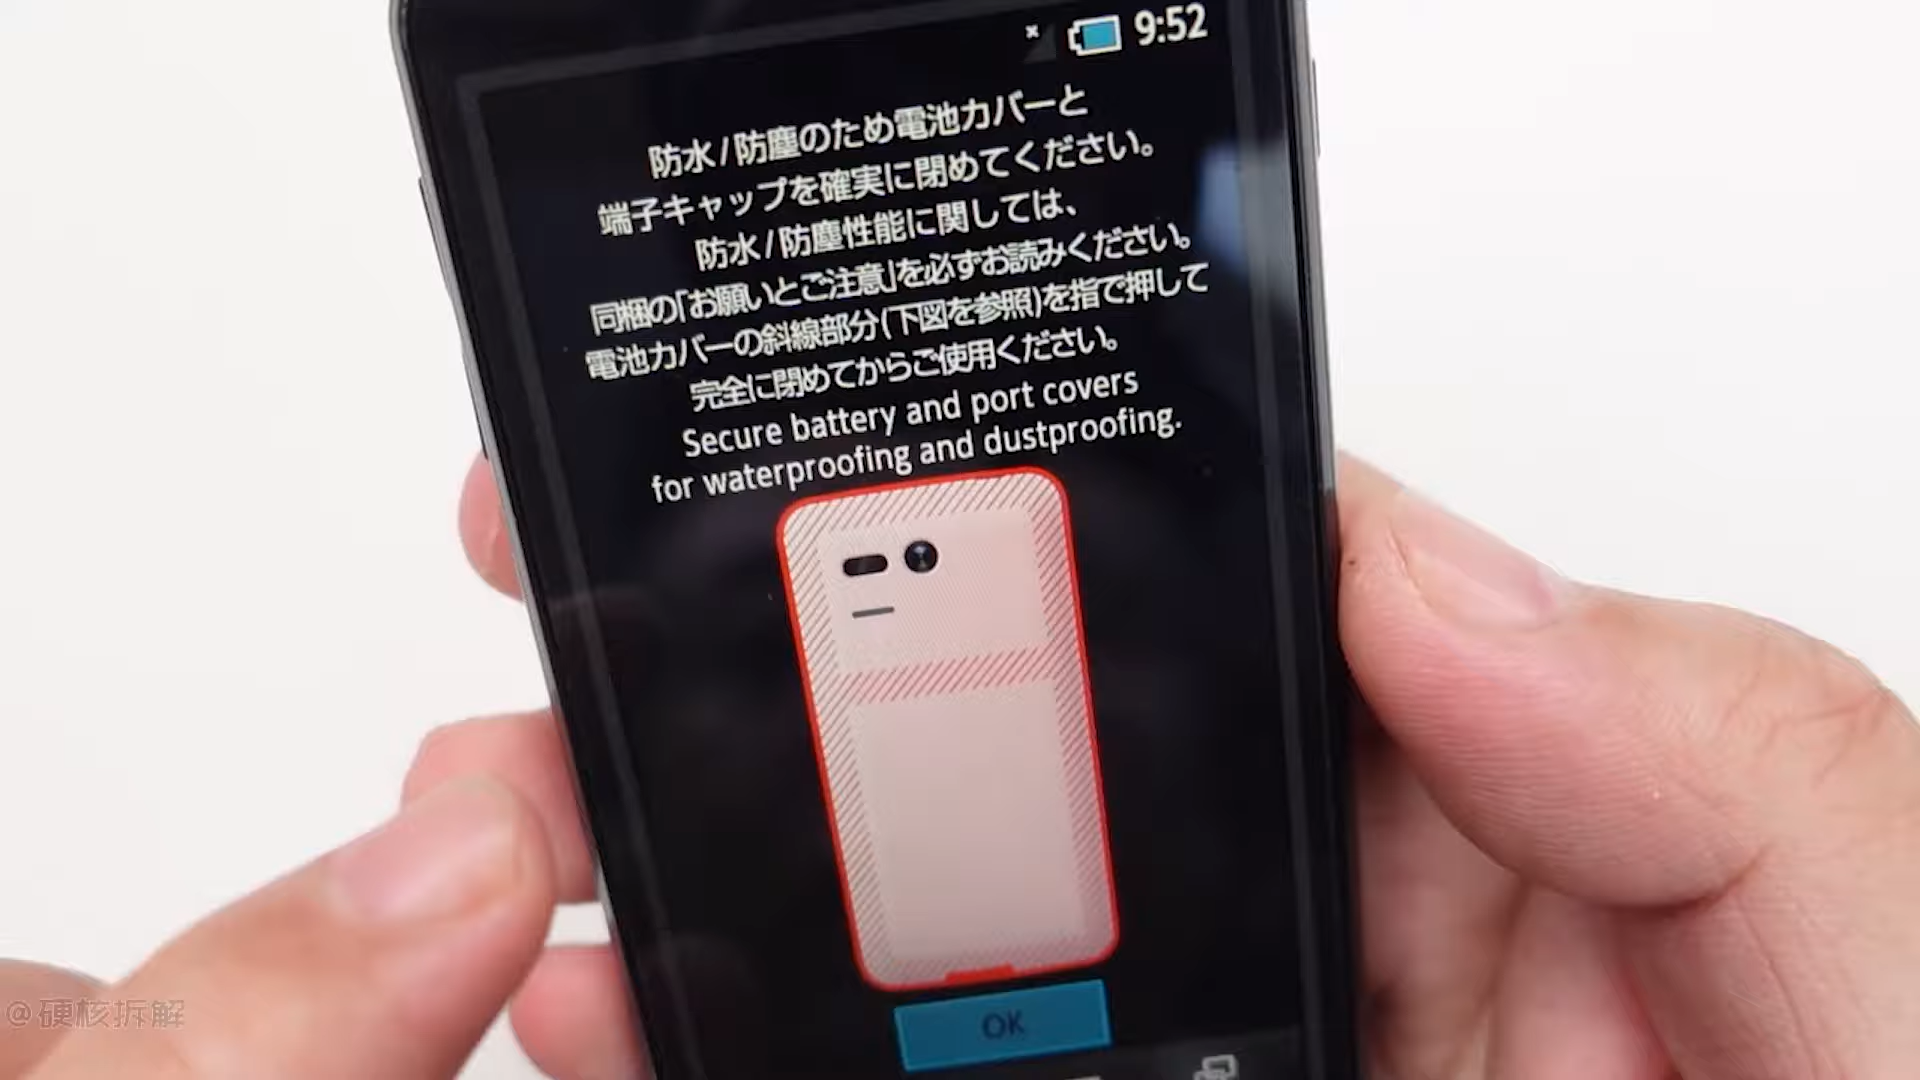 9:52
防水/防塵のため電池カバーと
端子キャップを確実に閉めてください。
防水/防塵性能に関しては、
同梱の｢お願いとご注意｣を必ずお読みください。
電池カバーの斜線部分(下図を参照)を指で押して
完全に閉めてからご使用ください。
Secure battery and port covers
for waterproofing and dustproofing.
OK
@硬核拆解